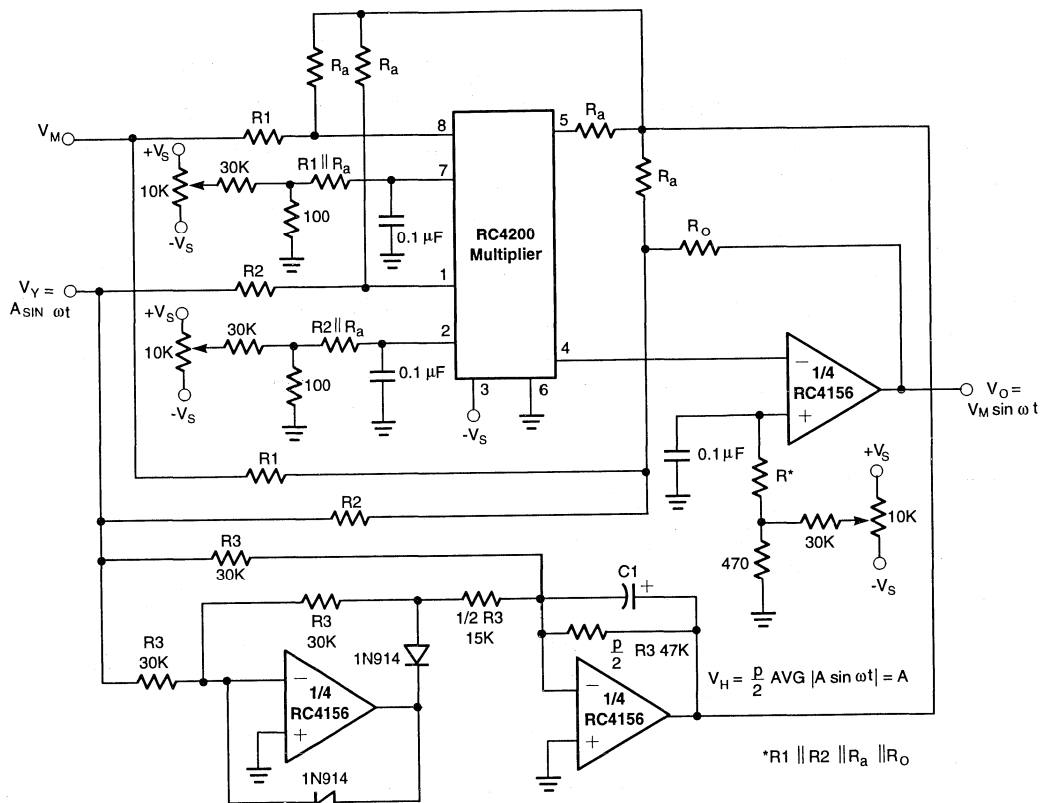 Ra
Ra
VM
R1
8
5
Ra
+VS
30K
R1 || Ra
7
10K
Ra
100
0.1 μF
-VS
RC4200
Multiplier
RO
VY =
A SIN ωt
R2
1
+VS
30K
R2 || Ra
2
10K
4
100
0.1 μF
3
6
-VS
-VS
−
1/4
RC4156
+
VO =
VM sin ωt
0.1 μF
R*
+VS
R1
10K
30K
470
-VS
R2
R3
30K
C1
+
R3
30K
1/2 R3
15K
R3
30K
1N914
p/2 R3 47K
VH = p/2 AVG |A sin ωt| = A
−
1/4
RC4156
+
−
1/4
RC4156
+
1N914
*R1 || R2 || Ra || RO